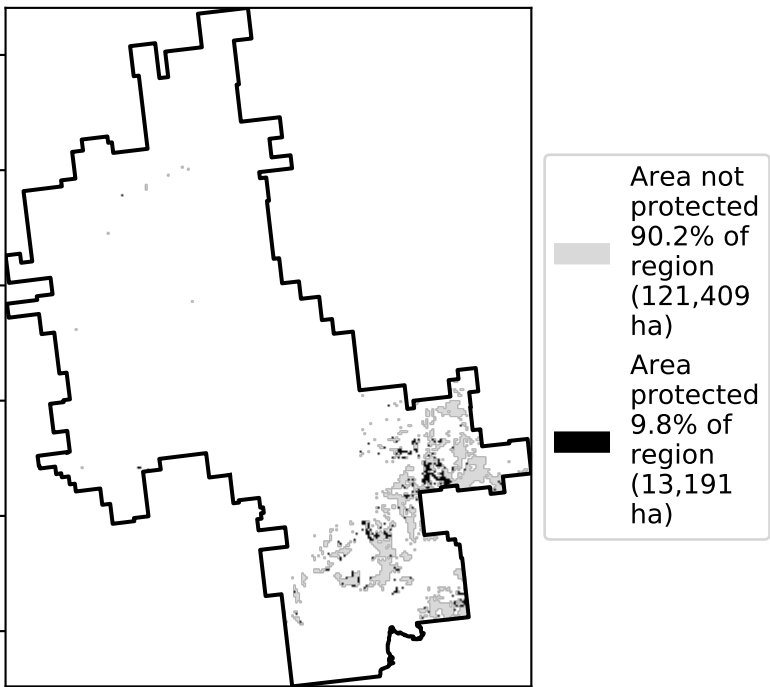 Area not
protected
90.2% of
region
(121,409
ha)
Area
protected
9.8% of
region
(13,191
ha)